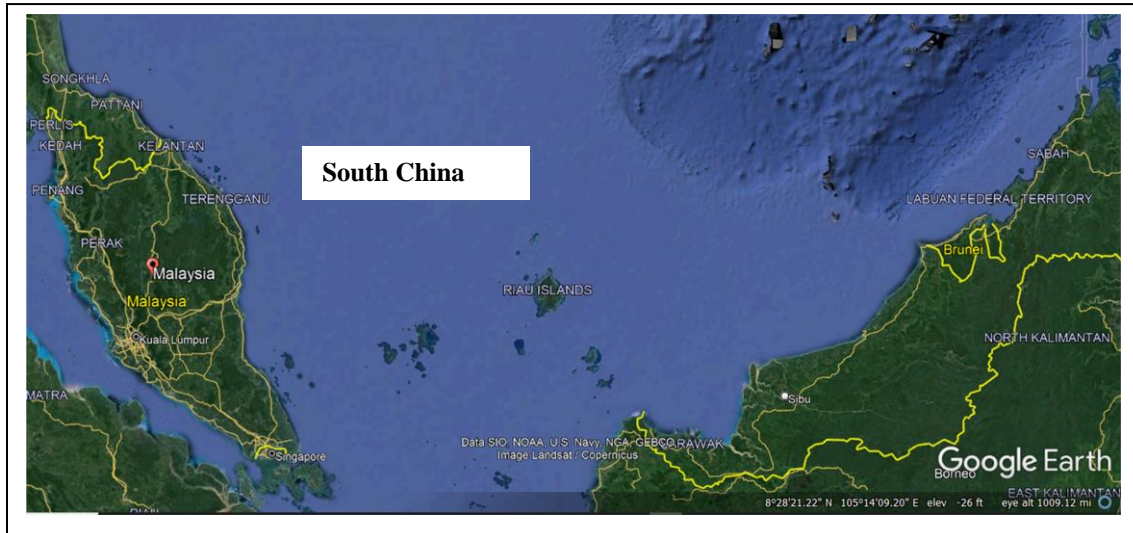 SONGKHLA
PATTANI
PERLIS
KEDAH
KELANTAN
South China
PENANG
TERENGGANU
SABAH
LABUAN FEDERAL TERRITORY
PERAK
Brunei
Malaysia
RIAU ISLANDS
Malaysia
Kuala Lumpur
NORTH KALIMANTAN
MATRA
Sibu
Data SIO, NOAA, U.S. Navy, NGA, GEBCO
SARAWAK
Image Landsat / Copernicus
Singapore
Google Earth
Borneo
EAST KALIMANTAN
8°28'21.22" N 105°14'09.20" E elev -26 ft eye alt 1009.12 mi